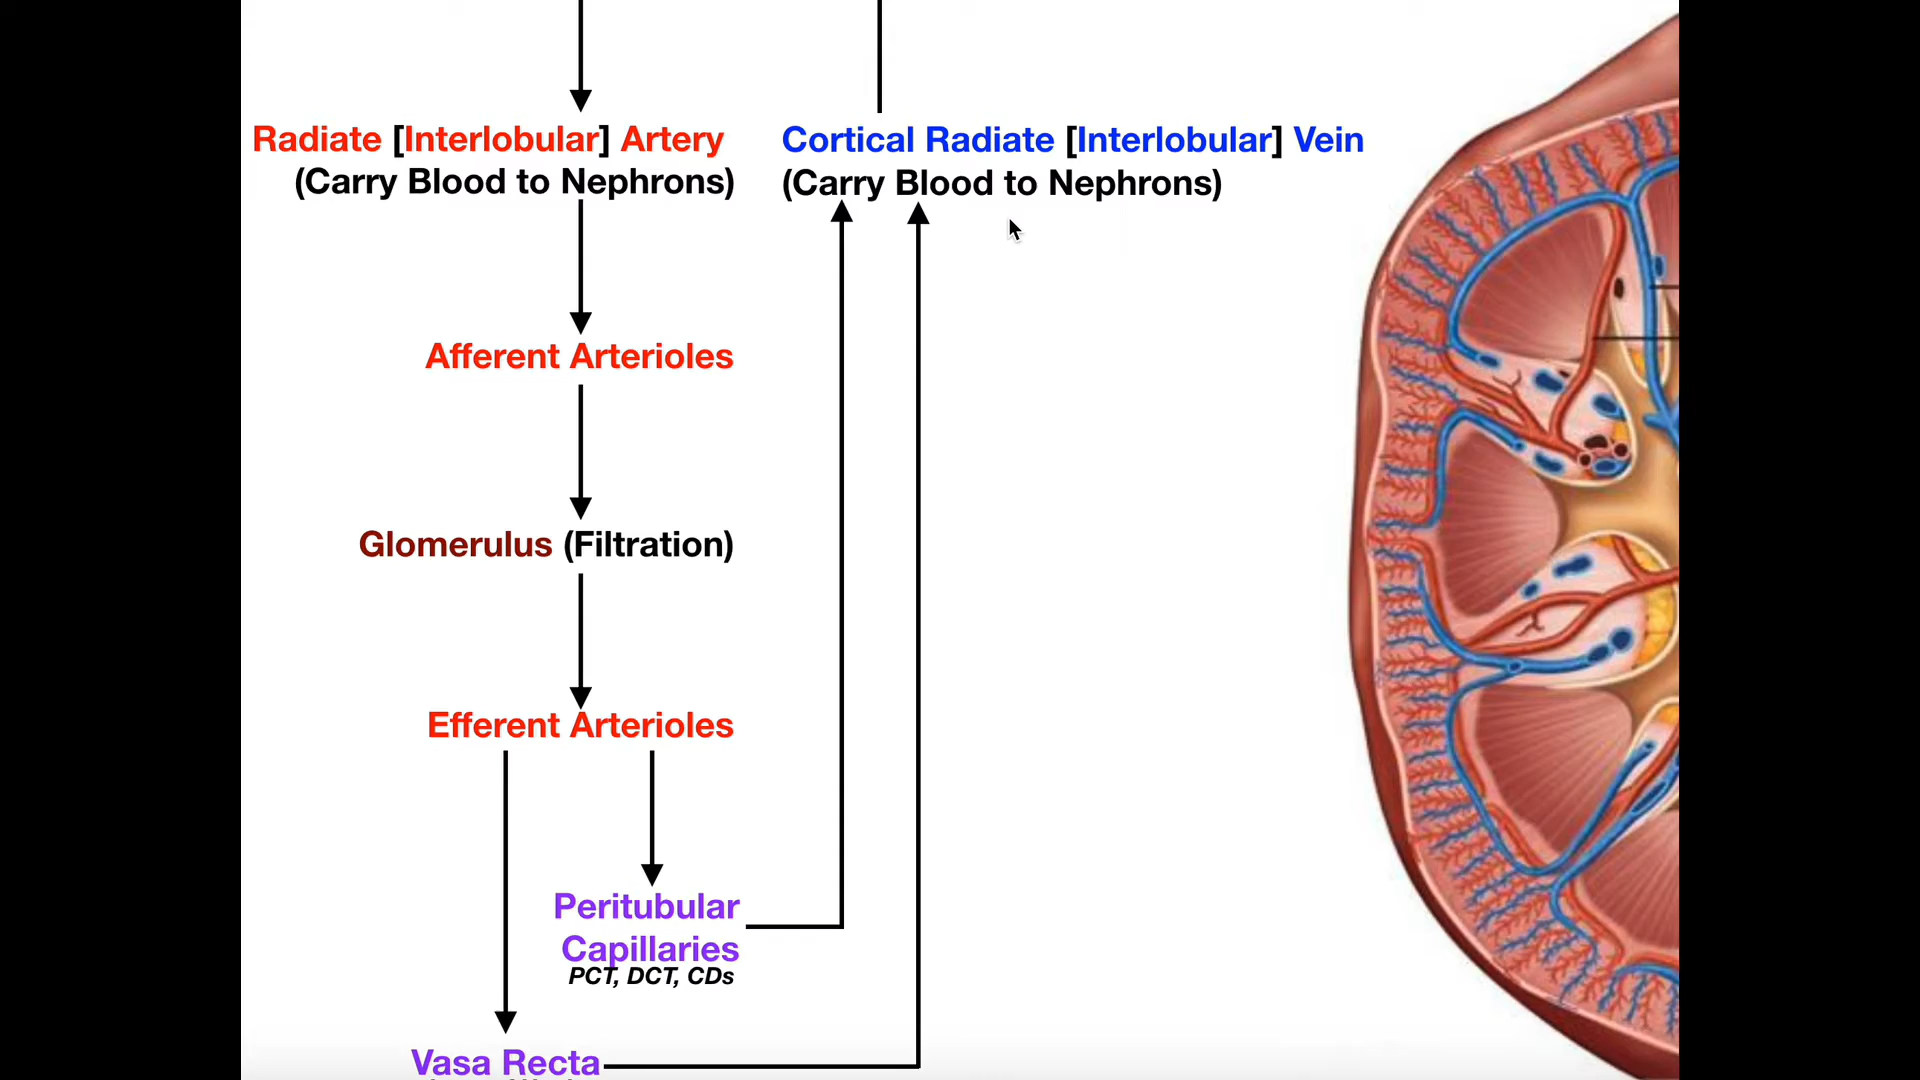 Radiate [Interlobular] Artery
(Carry Blood to Nephrons)
Cortical Radiate [Interlobular] Vein
(Carry Blood to Nephrons)
Afferent Arterioles
Glomerulus (Filtration)
Efferent Arterioles
Peritubular
Capillaries
PCT, DCT, CDs
Vasa Recta